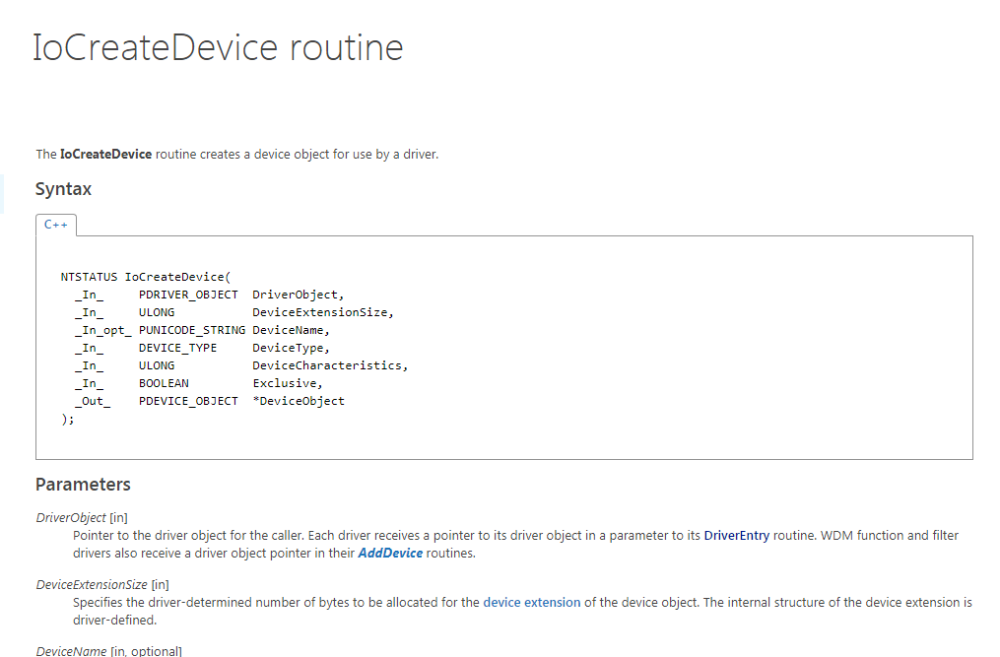 IoCreateDevice routine
The IoCreateDevice routine creates a device object for use by a driver.
Syntax
C++
NTSTATUS IoCreateDevice(
  _In_     PDRIVER_OBJECT  DriverObject,
  _In_     ULONG           DeviceExtensionSize,
  _In_opt_ PUNICODE_STRING DeviceName,
  _In_     DEVICE_TYPE     DeviceType,
  _In_     ULONG           DeviceCharacteristics,
  _In_     BOOLEAN         Exclusive,
  _Out_    PDEVICE_OBJECT  *DeviceObject
);
Parameters
DriverObject [in]
Pointer to the driver object for the caller. Each driver receives a pointer to its driver object in a parameter to its DriverEntry routine. WDM function and filter
drivers also receive a driver object pointer in their AddDevice routines.
DeviceExtensionSize [in]
Specifies the driver-determined number of bytes to be allocated for the device extension of the device object. The internal structure of the device extension is
driver-defined.
DeviceName [in, optional]